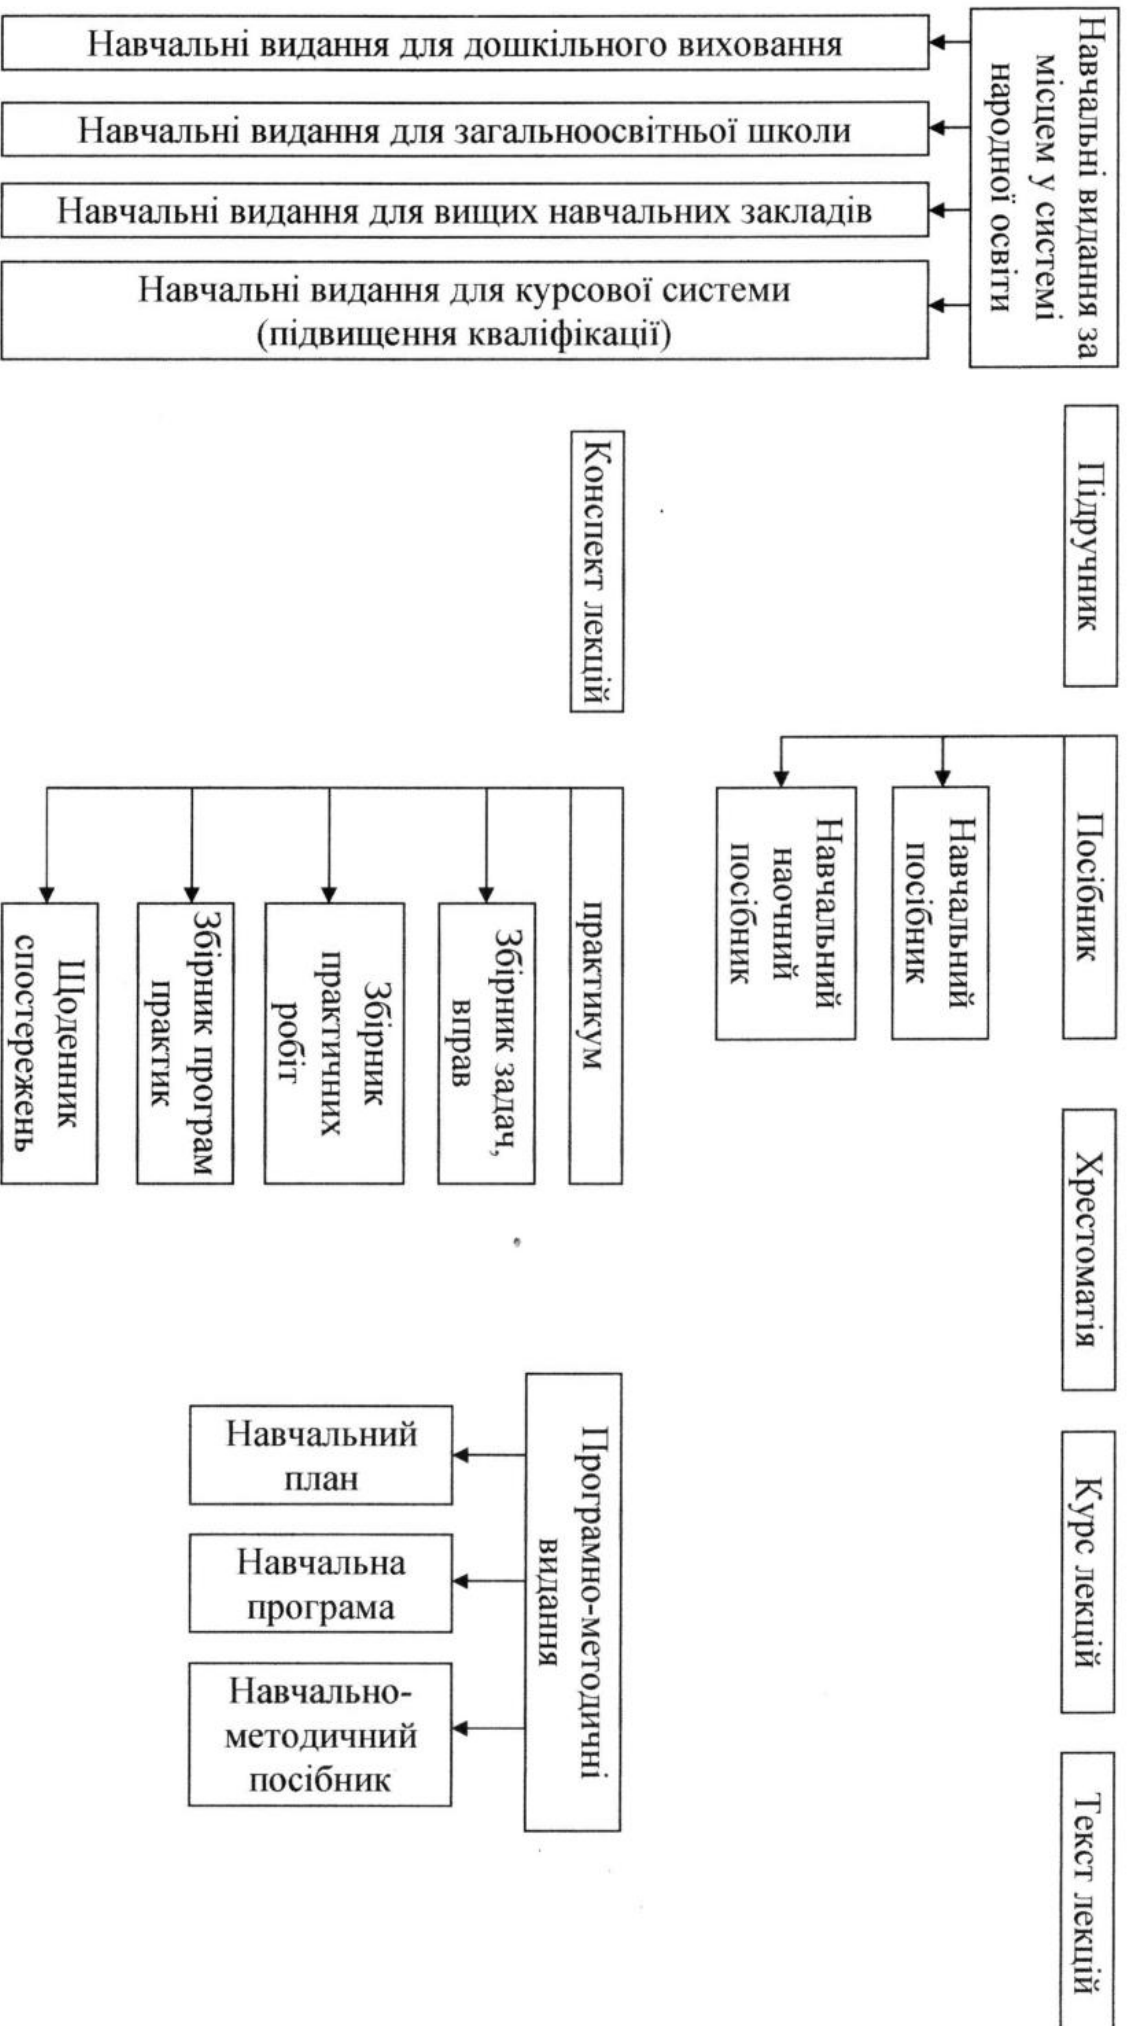 Навчальні видання за
місцем у системі
народної освіти
Навчальні видання для дошкільного виховання
Навчальні видання для загальноосвітньої школи
Навчальні видання для вищих навчальних закладів
Навчальні видання для курсової системи
(підвищення кваліфікації)
Підручник
Посібник
Навчальний
посібник
Навчальний
наочний
посібник
Хрестоматія
Курс лекцій
Текст лекцій
Конспект лекцій
практикум
Збірник задач,
вправ
Збірник
практичних
робіт
Збірник програм
практик
Щоденник
спостережень
Програмно-методичні
видання
Навчальний
план
Навчальна
програма
Навчально-
методичний
посібник